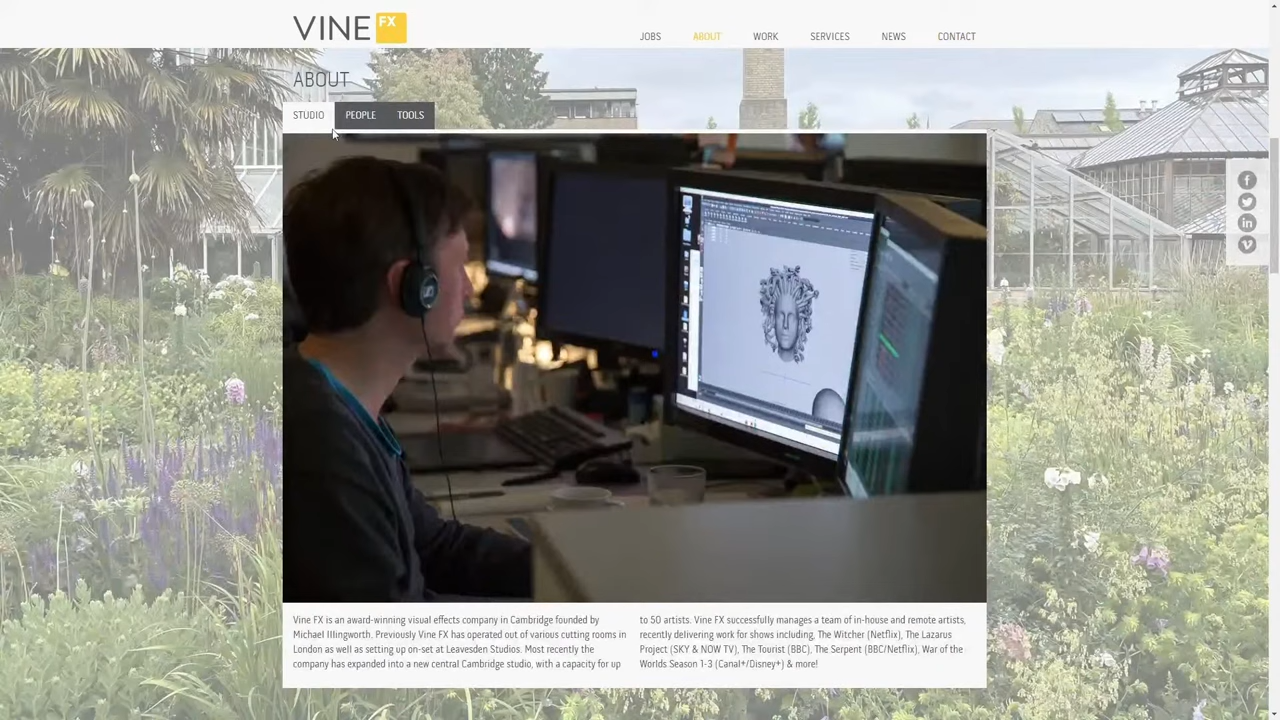 VINE FX
JOBS ABOUT WORK SERVICES NEWS CONTACT
ABOUT
STUDIO PEOPLE TOOLS
Vine FX is an award-winning visual effects company in Cambridge founded by
Michael Illingworth. Previously Vine FX has operated out of various cutting rooms in
London as well as setting up on-set at Leavesden Studios. Most recently the
company has expanded into a new central Cambridge studio, with a capacity for up
to 50 artists. Vine FX successfully manages a team of in-house and remote artists,
recently delivering work for shows including, The Witcher (Netflix), The Lazarus
Project (SKY & NOW TV), The Tourist (BBC), The Serpent (BBC/Netflix), War of the
Worlds Season 1-3 (Canal+/Disney+) & more!